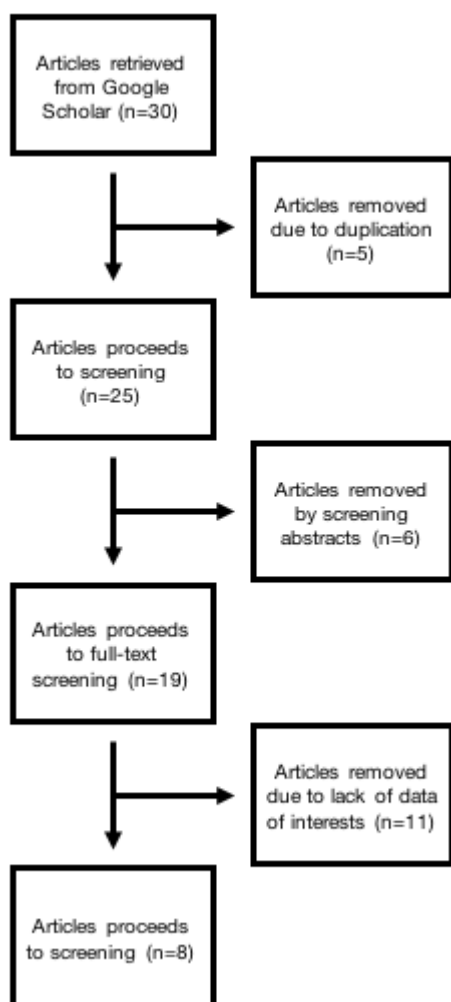 Articles retrieved
from Google
Scholar (n=30)
Articles removed
due to duplication
(n=5)
Articles proceeds
to screening
(n=25)
Articles removed
by screening
abstracts (n=6)
Articles proceeds
to full-text
screening (n=19)
Articles removed
due to lack of data
of interests (n=11)
Articles proceeds
to screening (n=8)